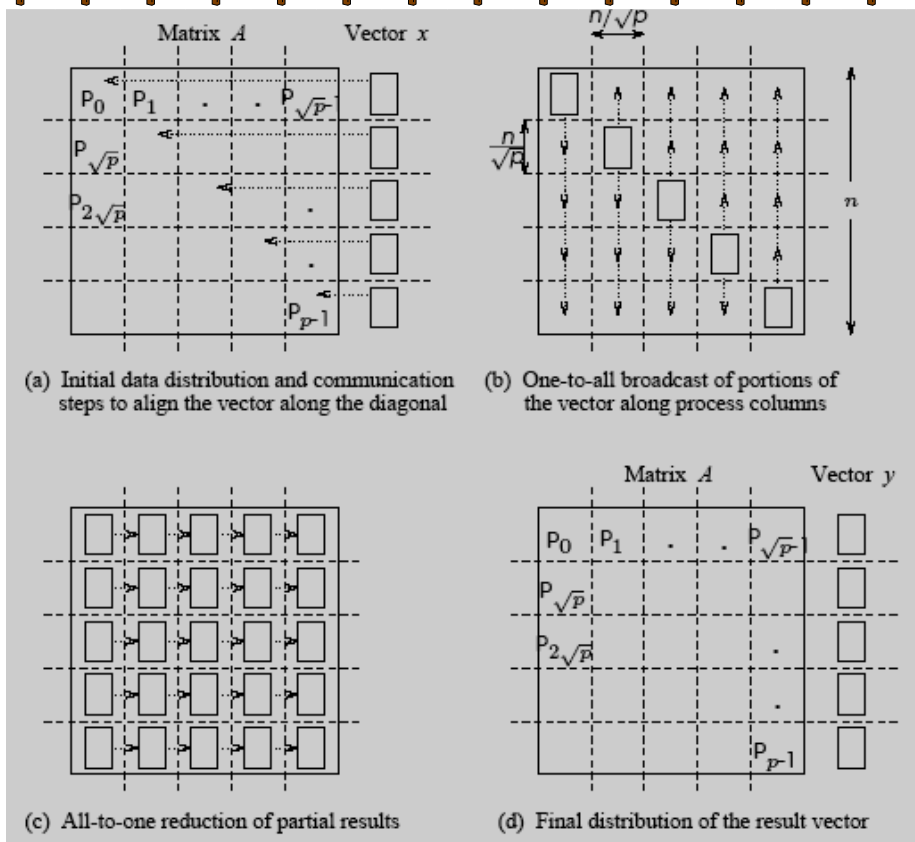 Matrix A Vector x
P₀ P₁ . . P√p-1
P√p
P2√p
.
.
Pp-1
(a) Initial data distribution and communication
steps to align the vector along the diagonal
n/√p
n/√p
n
(b) One-to-all broadcast of portions of
the vector along process columns
(c) All-to-one reduction of partial results
Matrix A Vector y
P₀ P₁ . . P√p-1
P√p
P2√p
.
.
Pp-1
(d) Final distribution of the result vector